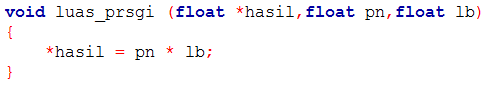 void luas_prsgi (float *hasil,float pn,float lb)
{
    *hasil = pn * lb;
}